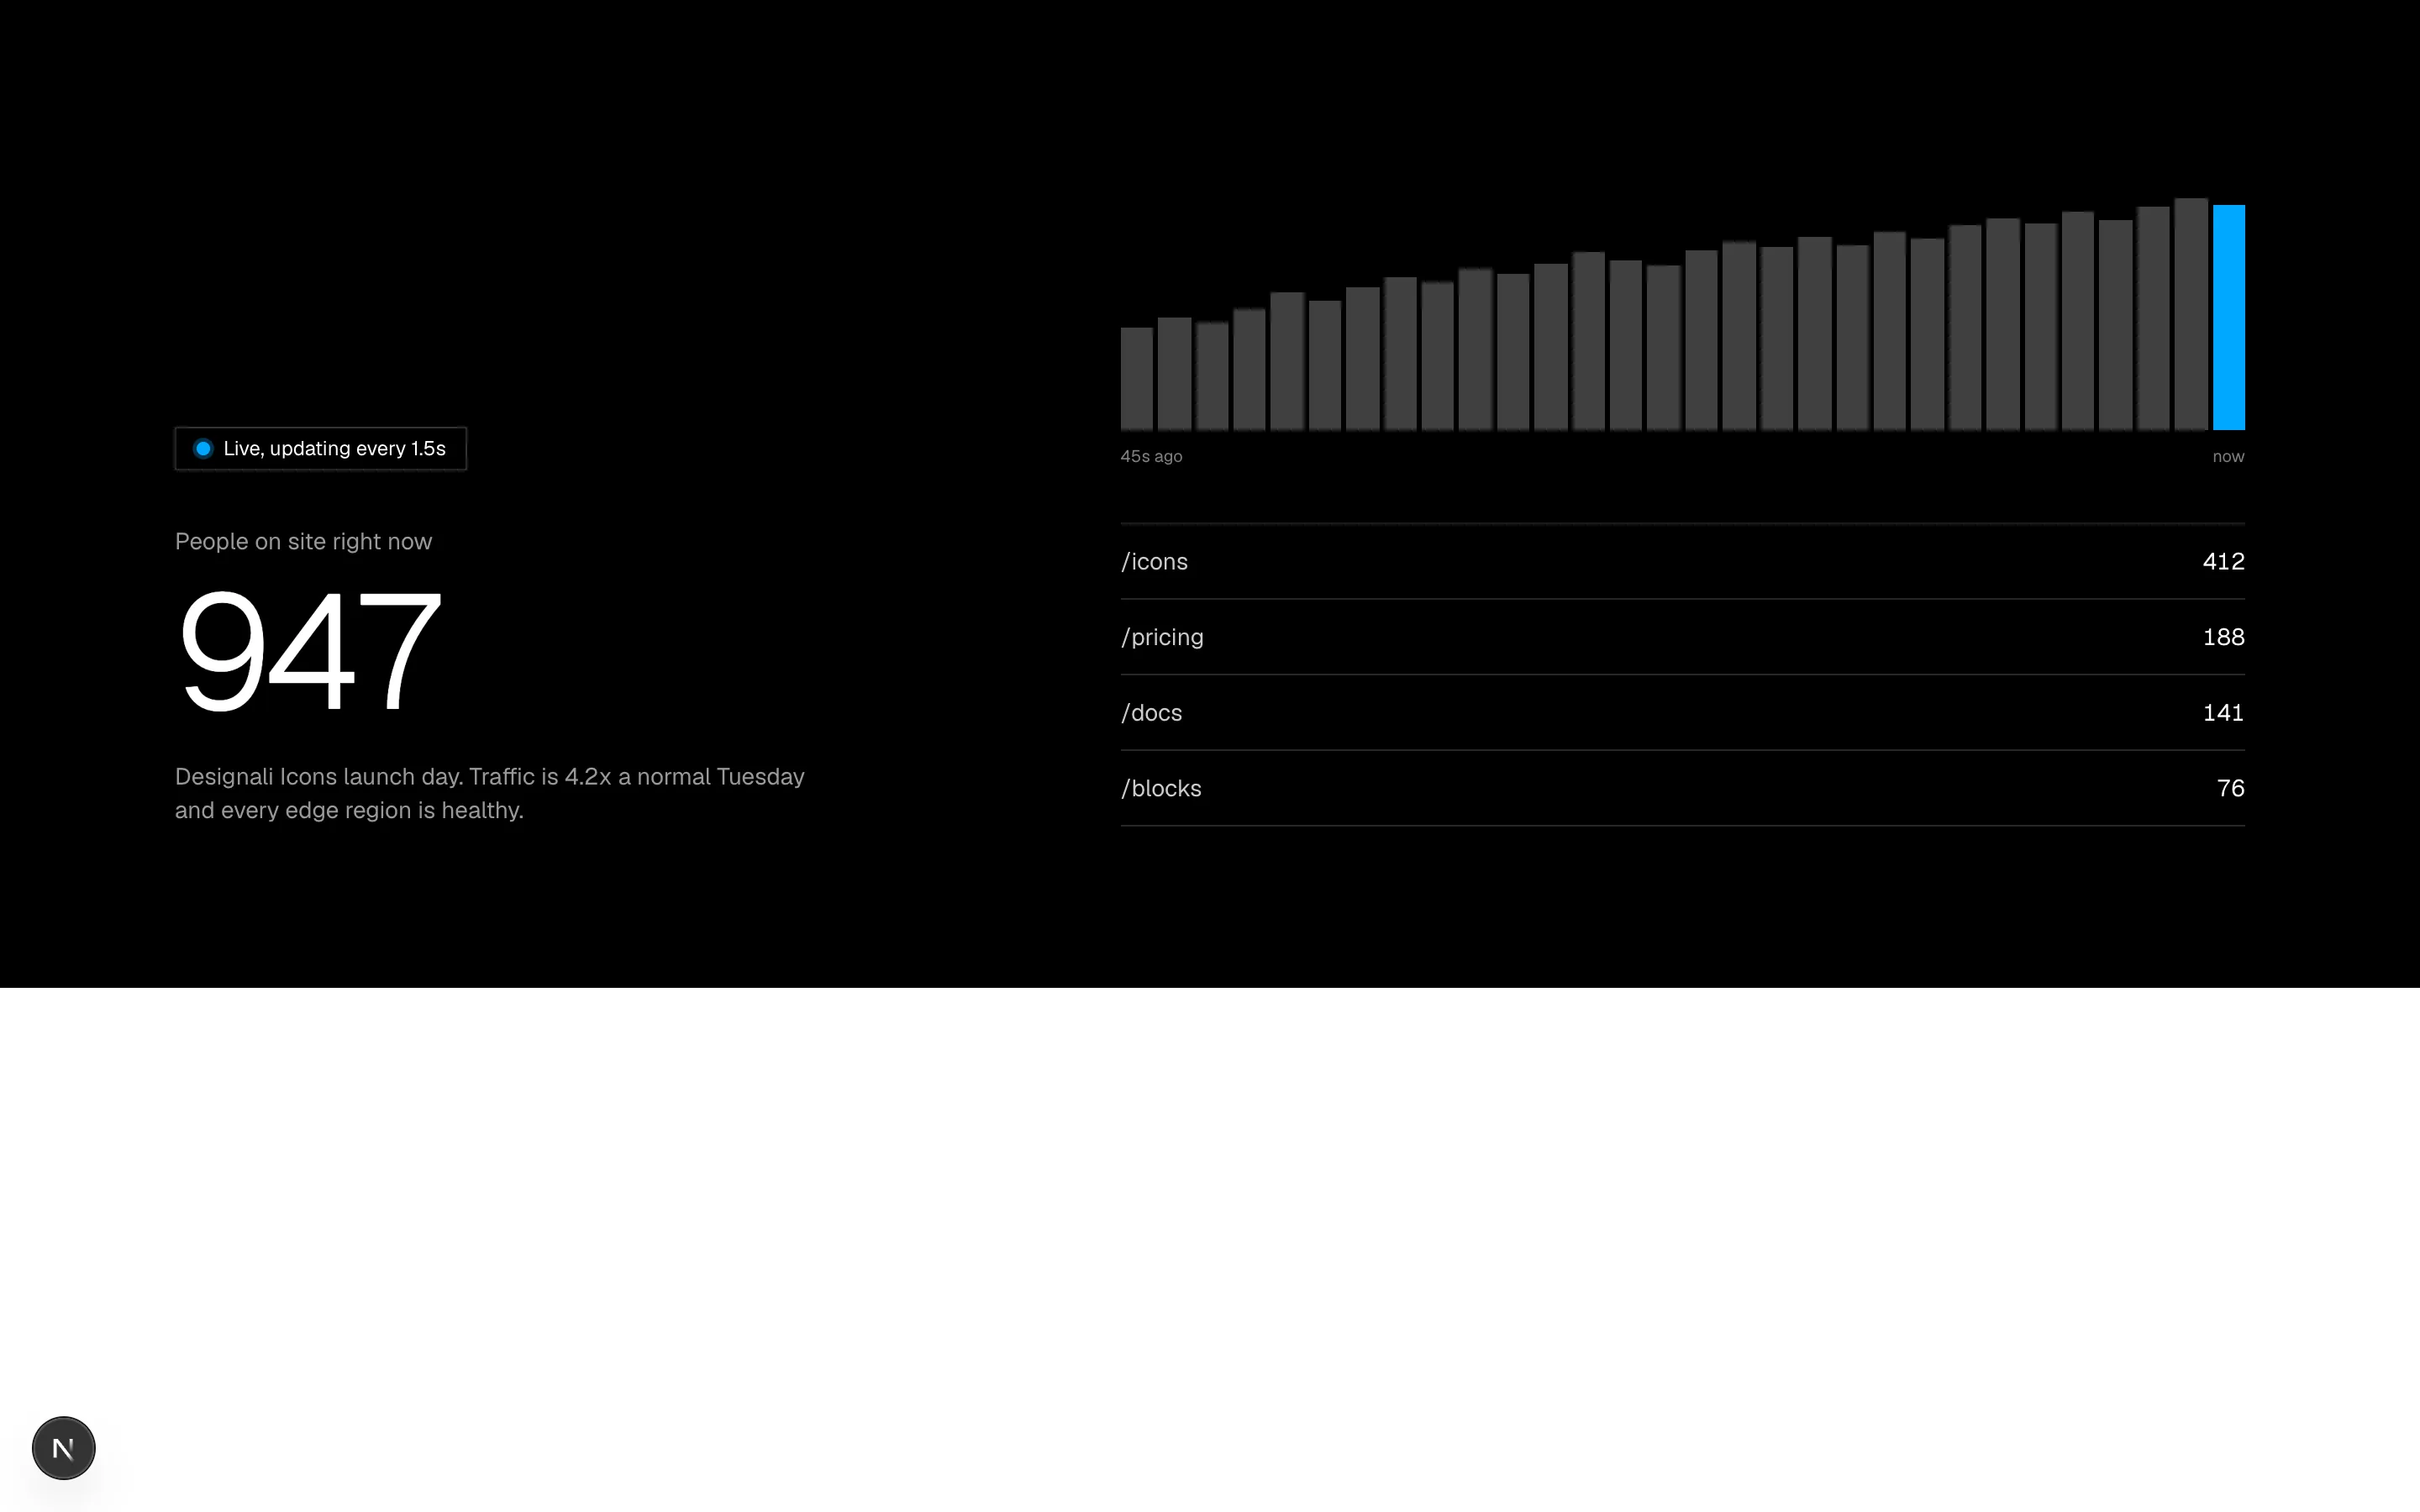 Live, updating every 1.5s
People on site right now
947
Designali Icons launch day. Traffic is 4.2x a normal Tuesday
and every edge region is healthy.
45s ago
now
/icons 412
/pricing 188
/docs 141
/blocks 76
N